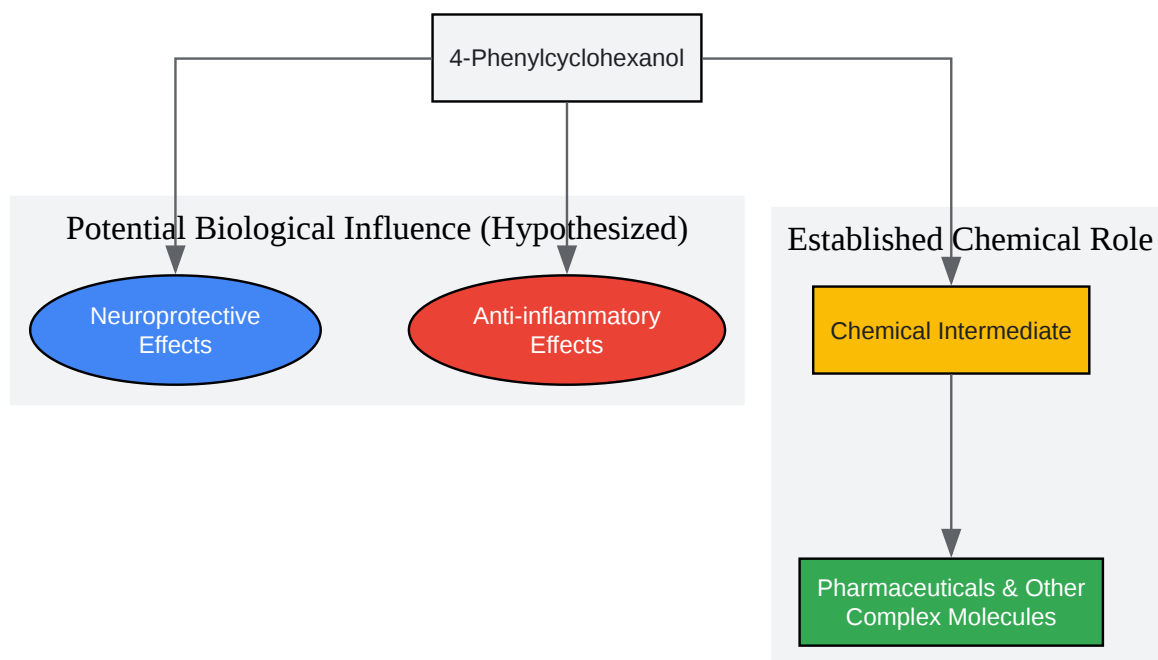 4-Phenylcyclohexanol
Potential Biological Influence (Hypothesized)
Neuroprotective
Effects
Anti-inflammatory
Effects
Established Chemical Role
Chemical Intermediate
Pharmaceuticals & Other
Complex Molecules